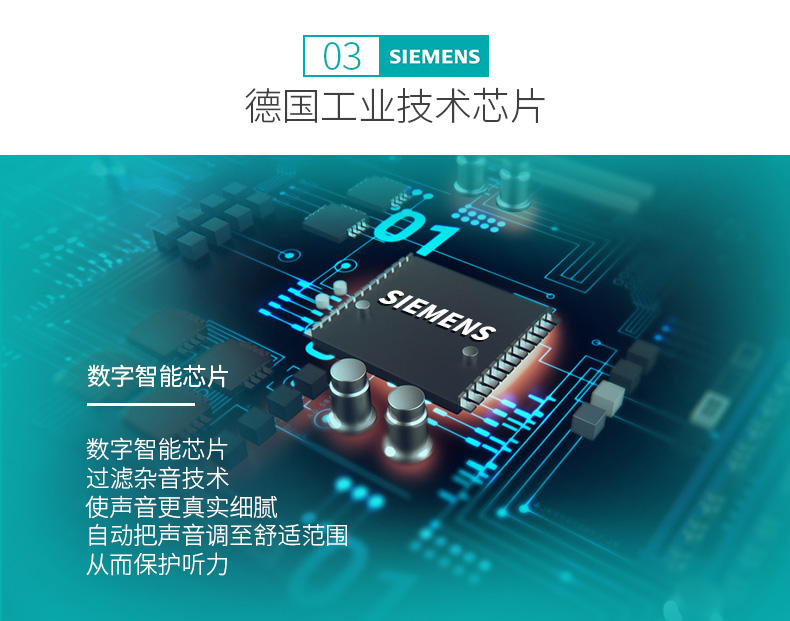 03 SIEMENS
德国工业技术芯片
01
SIEMENS
数字智能芯片
数字智能芯片
过滤杂音技术
使声音更真实细腻
自动把声音调至舒适范围
从而保护听力
01